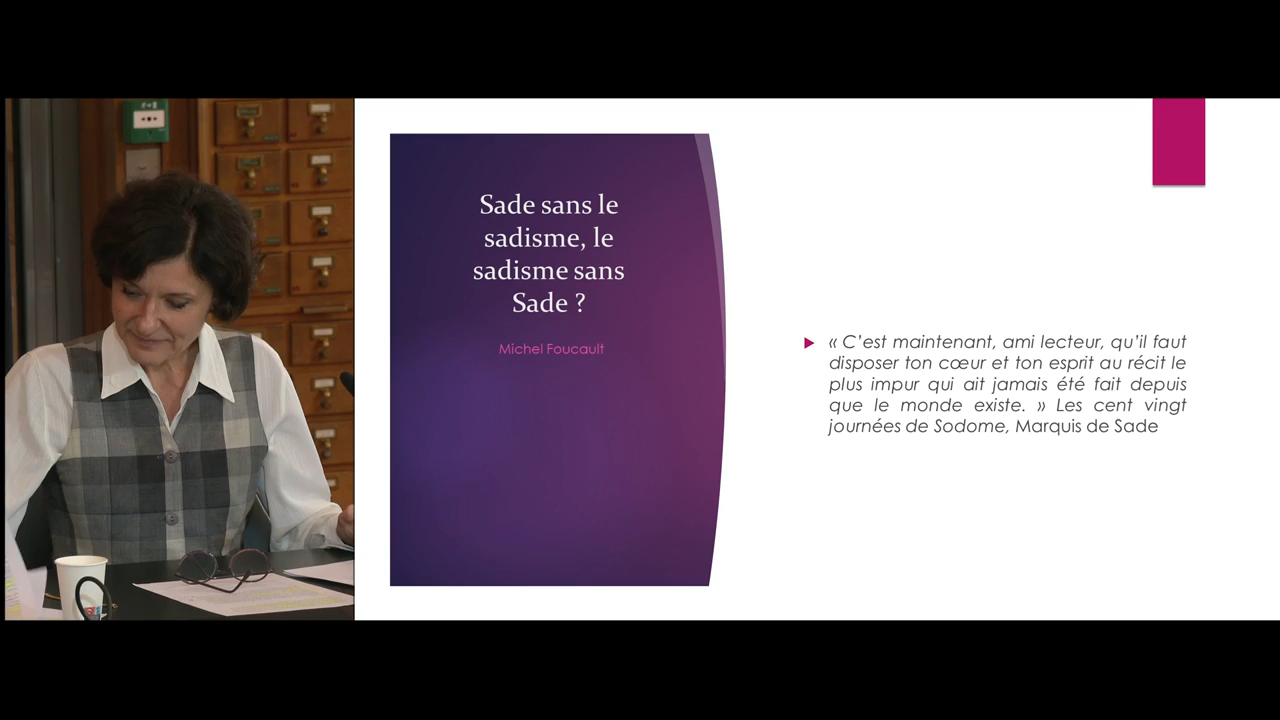 Sade sans le
sadisme, le
sadisme sans
Sade ?
Michel Foucault
« C’est maintenant, ami lecteur, qu’il faut
disposer ton cœur et ton esprit au récit le
plus impur qui ait jamais été fait depuis
que le monde existe. » Les cent vingt
journées de Sodome, Marquis de Sade